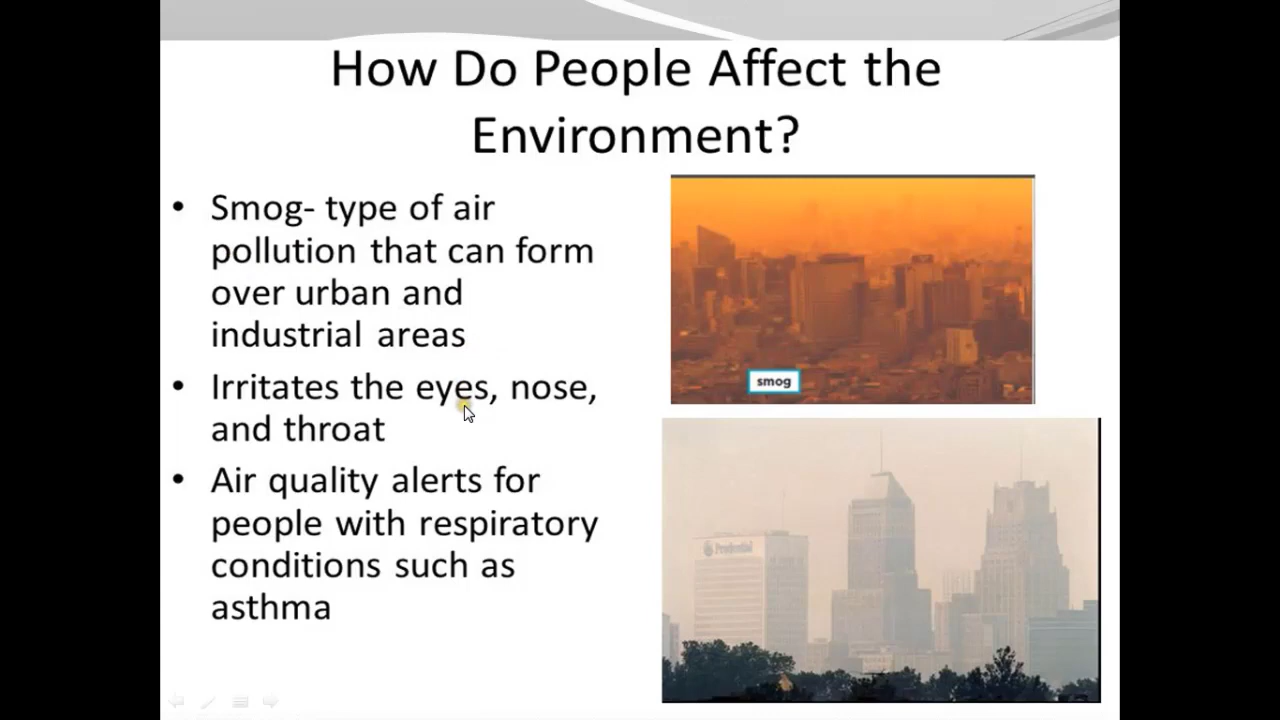 How Do People Affect the
Environment?
• Smog- type of air
pollution that can form
over urban and
industrial areas
• Irritates the eyes, nose,
and throat
• Air quality alerts for
people with respiratory
conditions such as
asthma
smog
Prudential